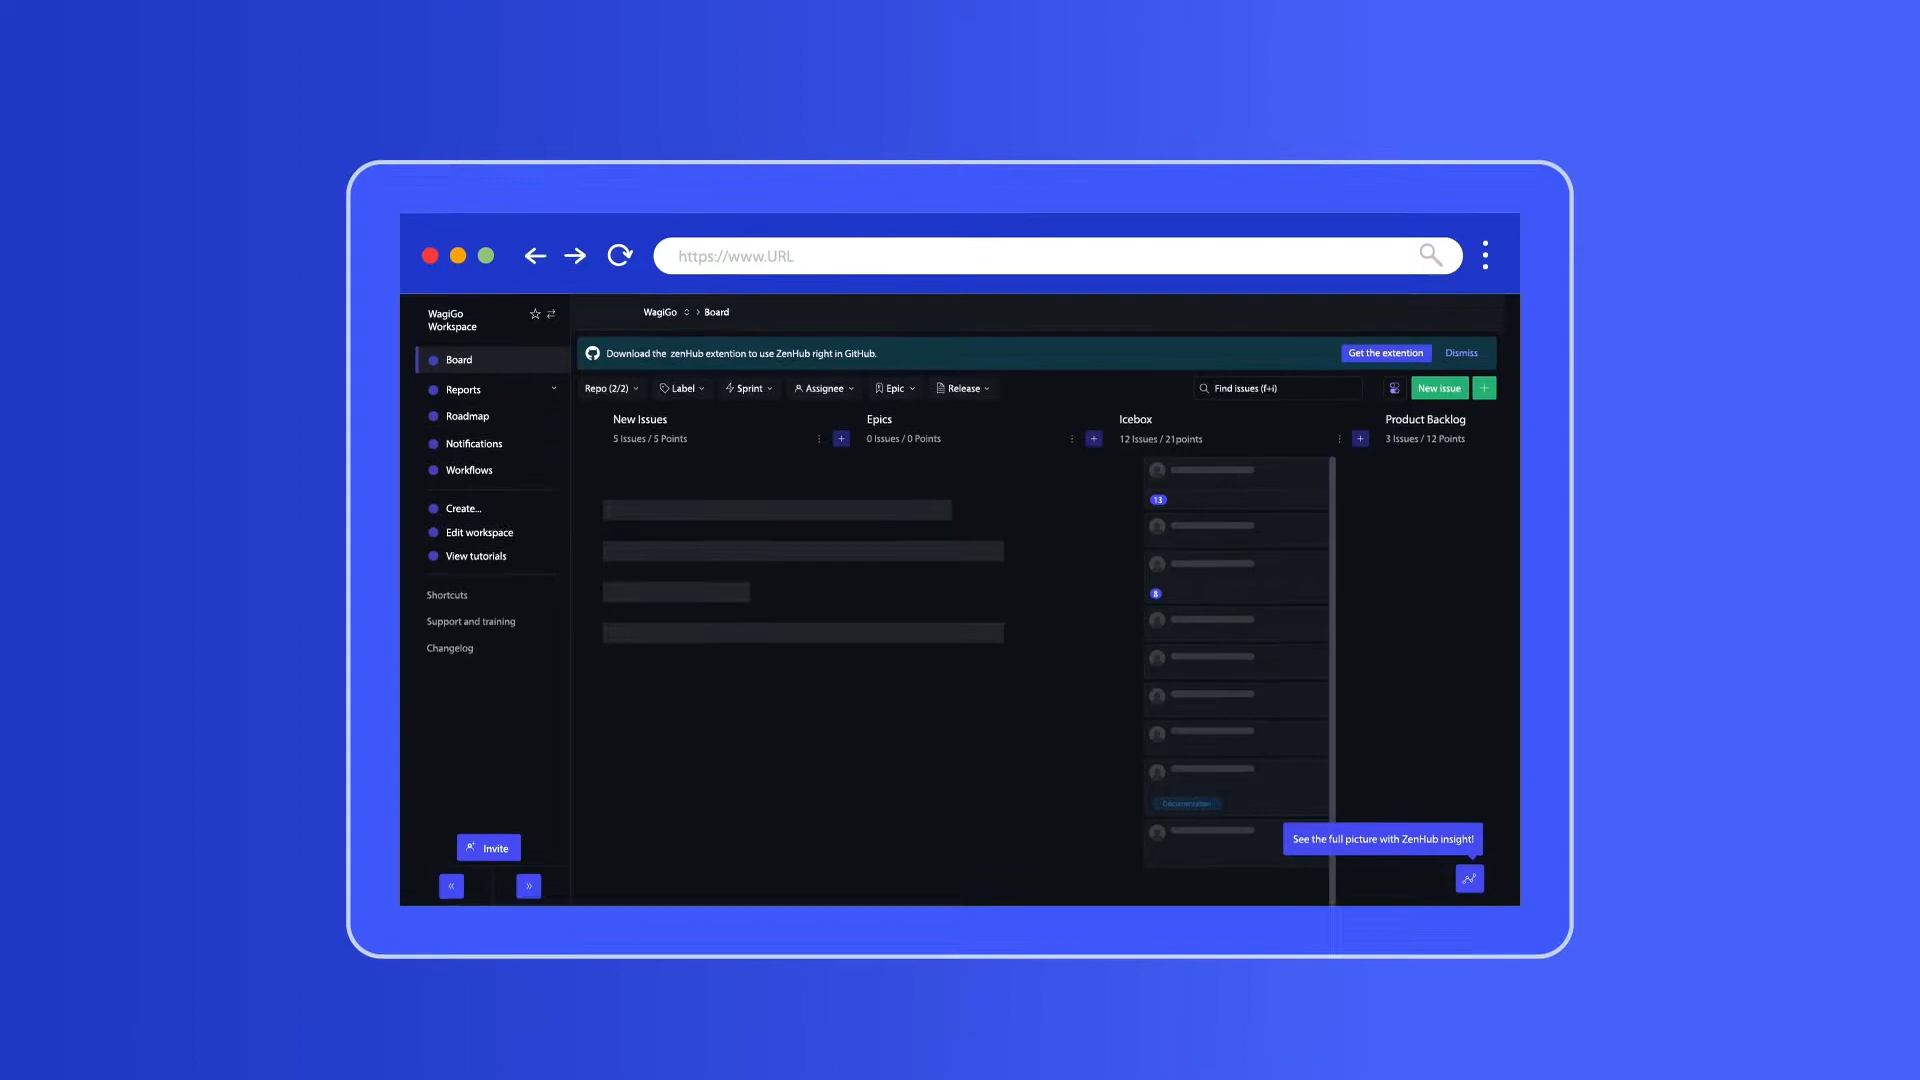 https://www.URL
WagiGo
Workspace
WagiGo > Board
Board
Reports
Roadmap
Notifications
Workflows
Create...
Edit workspace
View tutorials
Shortcuts
Support and training
Changelog
Invite
« »
Download the zenHub extention to use ZenHub right in GitHub.
Get the extention Dismiss
Repo (2/2) Label Sprint Assignee Epic Release
Find issues (f+i)
New issue +
New Issues
5 Issues / 5 Points
Epics
0 Issues / 0 Points
Icebox
12 Issues / 21points
Product Backlog
3 Issues / 12 Points
13
8
Documentation
See the full picture with ZenHub insight!